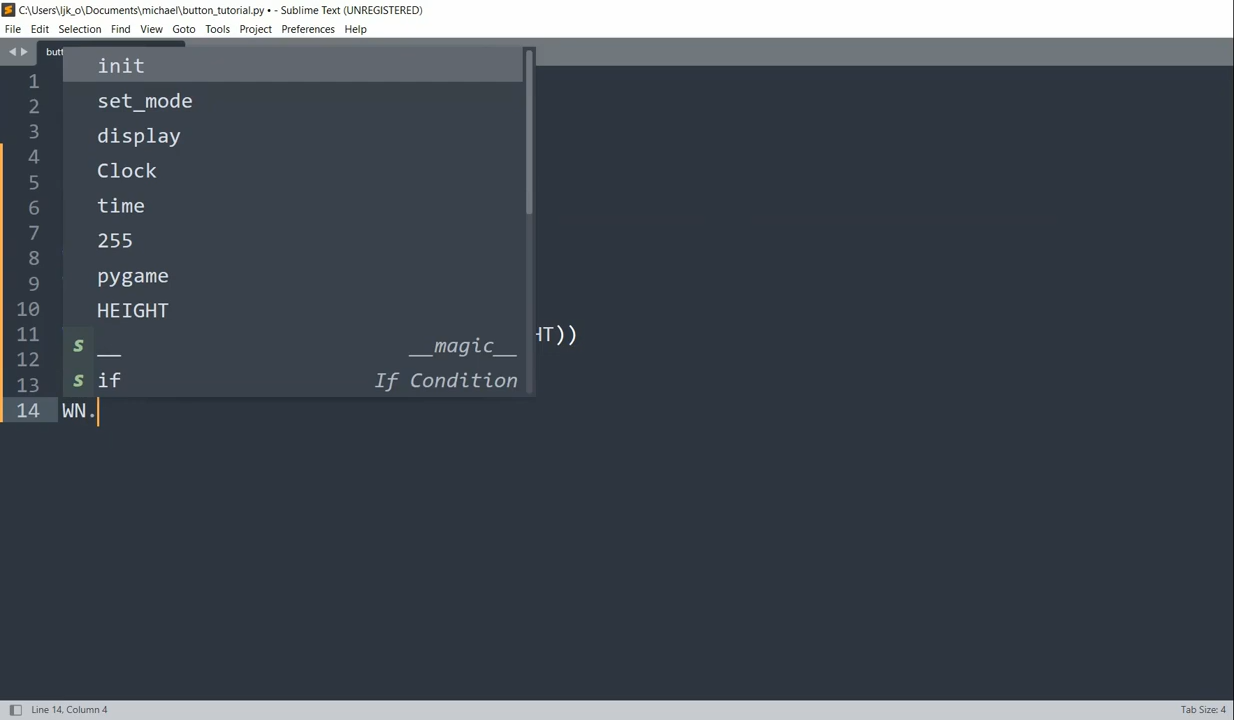 C:\Users\ljk_o\Documents\michael\button_tutorial.py • - Sublime Text (UNREGISTERED)
File Edit Selection Find View Goto Tools Project Preferences Help
init
1
2 set_mode
3 display
4
5 Clock
6 time
7 255
8
9 pygame
10 HEIGHT
11 HT))
12 s __ __magic__
13 s if If Condition
14 WN.
Line 14, Column 4 Tab Size: 4